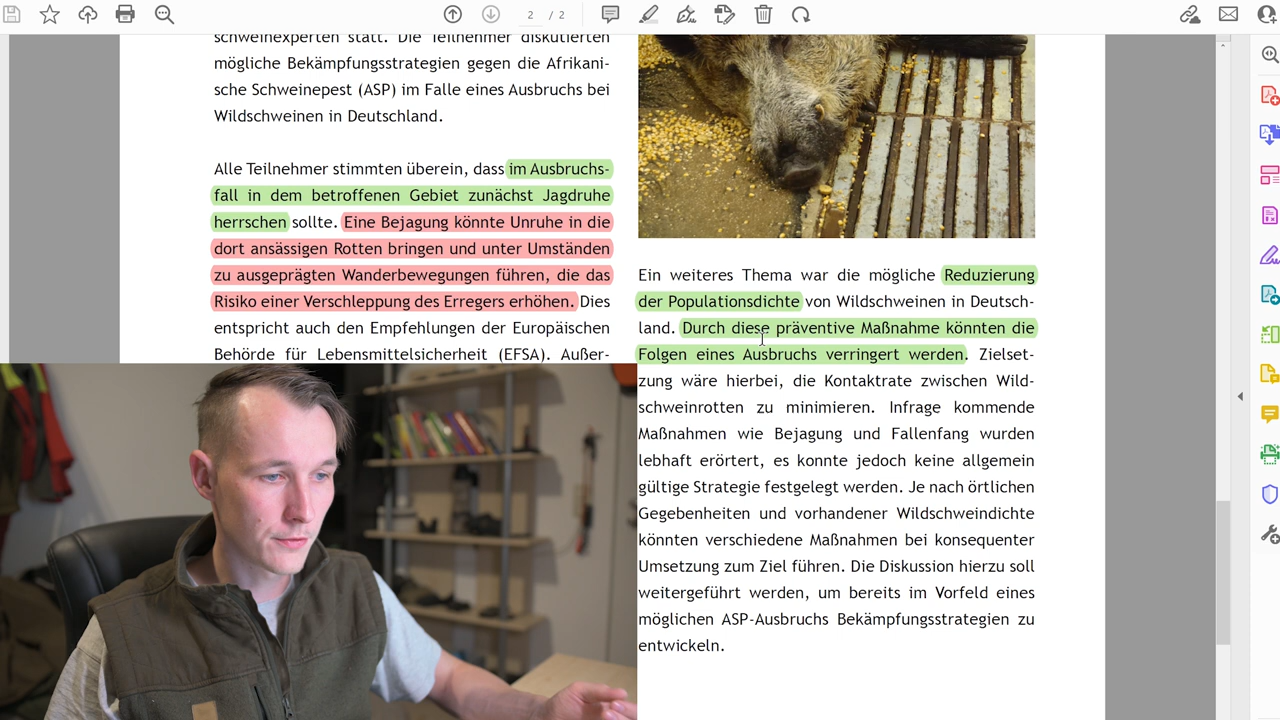 2 / 2
schweinexperten statt. Die Teilnehmer diskutierten
mögliche Bekämpfungsstrategien gegen die Afrikani-
sche Schweinepest (ASP) im Falle eines Ausbruchs bei
Wildschweinen in Deutschland.
Alle Teilnehmer stimmten überein, dass im Ausbruchs-
fall in dem betroffenen Gebiet zunächst Jagdruhe
herrschen sollte. Eine Bejagung könnte Unruhe in die
dort ansässigen Rotten bringen und unter Umständen
zu ausgeprägten Wanderbewegungen führen, die das
Risiko einer Verschleppung des Erregers erhöhen. Dies
entspricht auch den Empfehlungen der Europäischen
Behörde für Lebensmittelsicherheit (EFSA). Außer-
Ein weiteres Thema war die mögliche Reduzierung
der Populationsdichte von Wildschweinen in Deutsch-
land. Durch diese präventive Maßnahme könnten die
Folgen eines Ausbruchs verringert werden. Zielset-
zung wäre hierbei, die Kontaktrate zwischen Wild-
schweinrotten zu minimieren. Infrage kommende
Maßnahmen wie Bejagung und Fallenfang wurden
lebhaft erörtert, es konnte jedoch keine allgemein
gültige Strategie festgelegt werden. Je nach örtlichen
Gegebenheiten und vorhandener Wildschweindichte
könnten verschiedene Maßnahmen bei konsequenter
Umsetzung zum Ziel führen. Die Diskussion hierzu soll
weitergeführt werden, um bereits im Vorfeld eines
möglichen ASP-Ausbruchs Bekämpfungsstrategien zu
entwickeln.